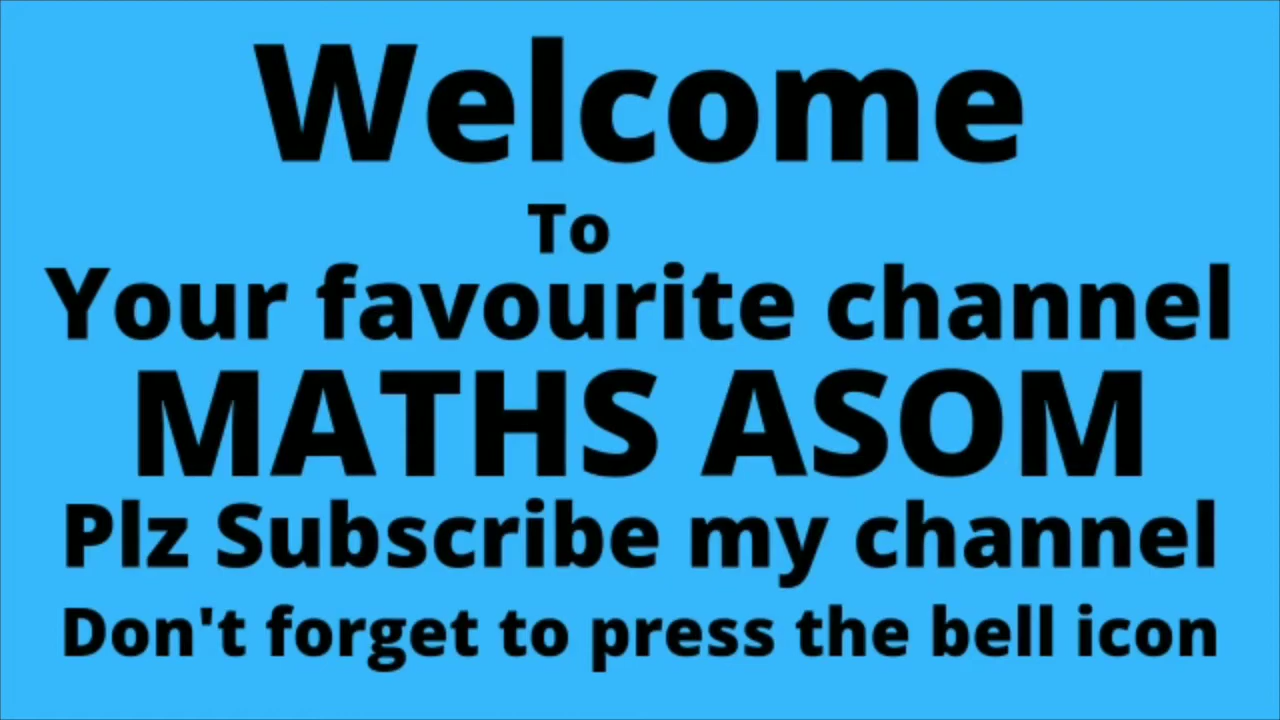 Welcome
To
Your favourite channel
MATHS ASOM
Plz Subscribe my channel
Don't forget to press the bell icon